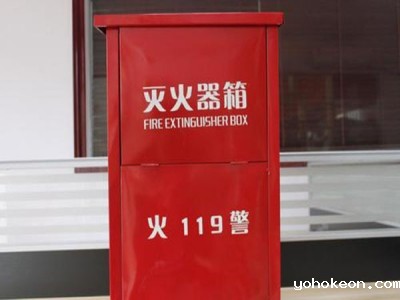 灭火器箱
FIRE EXTINGUISHER BOX
火 119 警
yohokeon.com